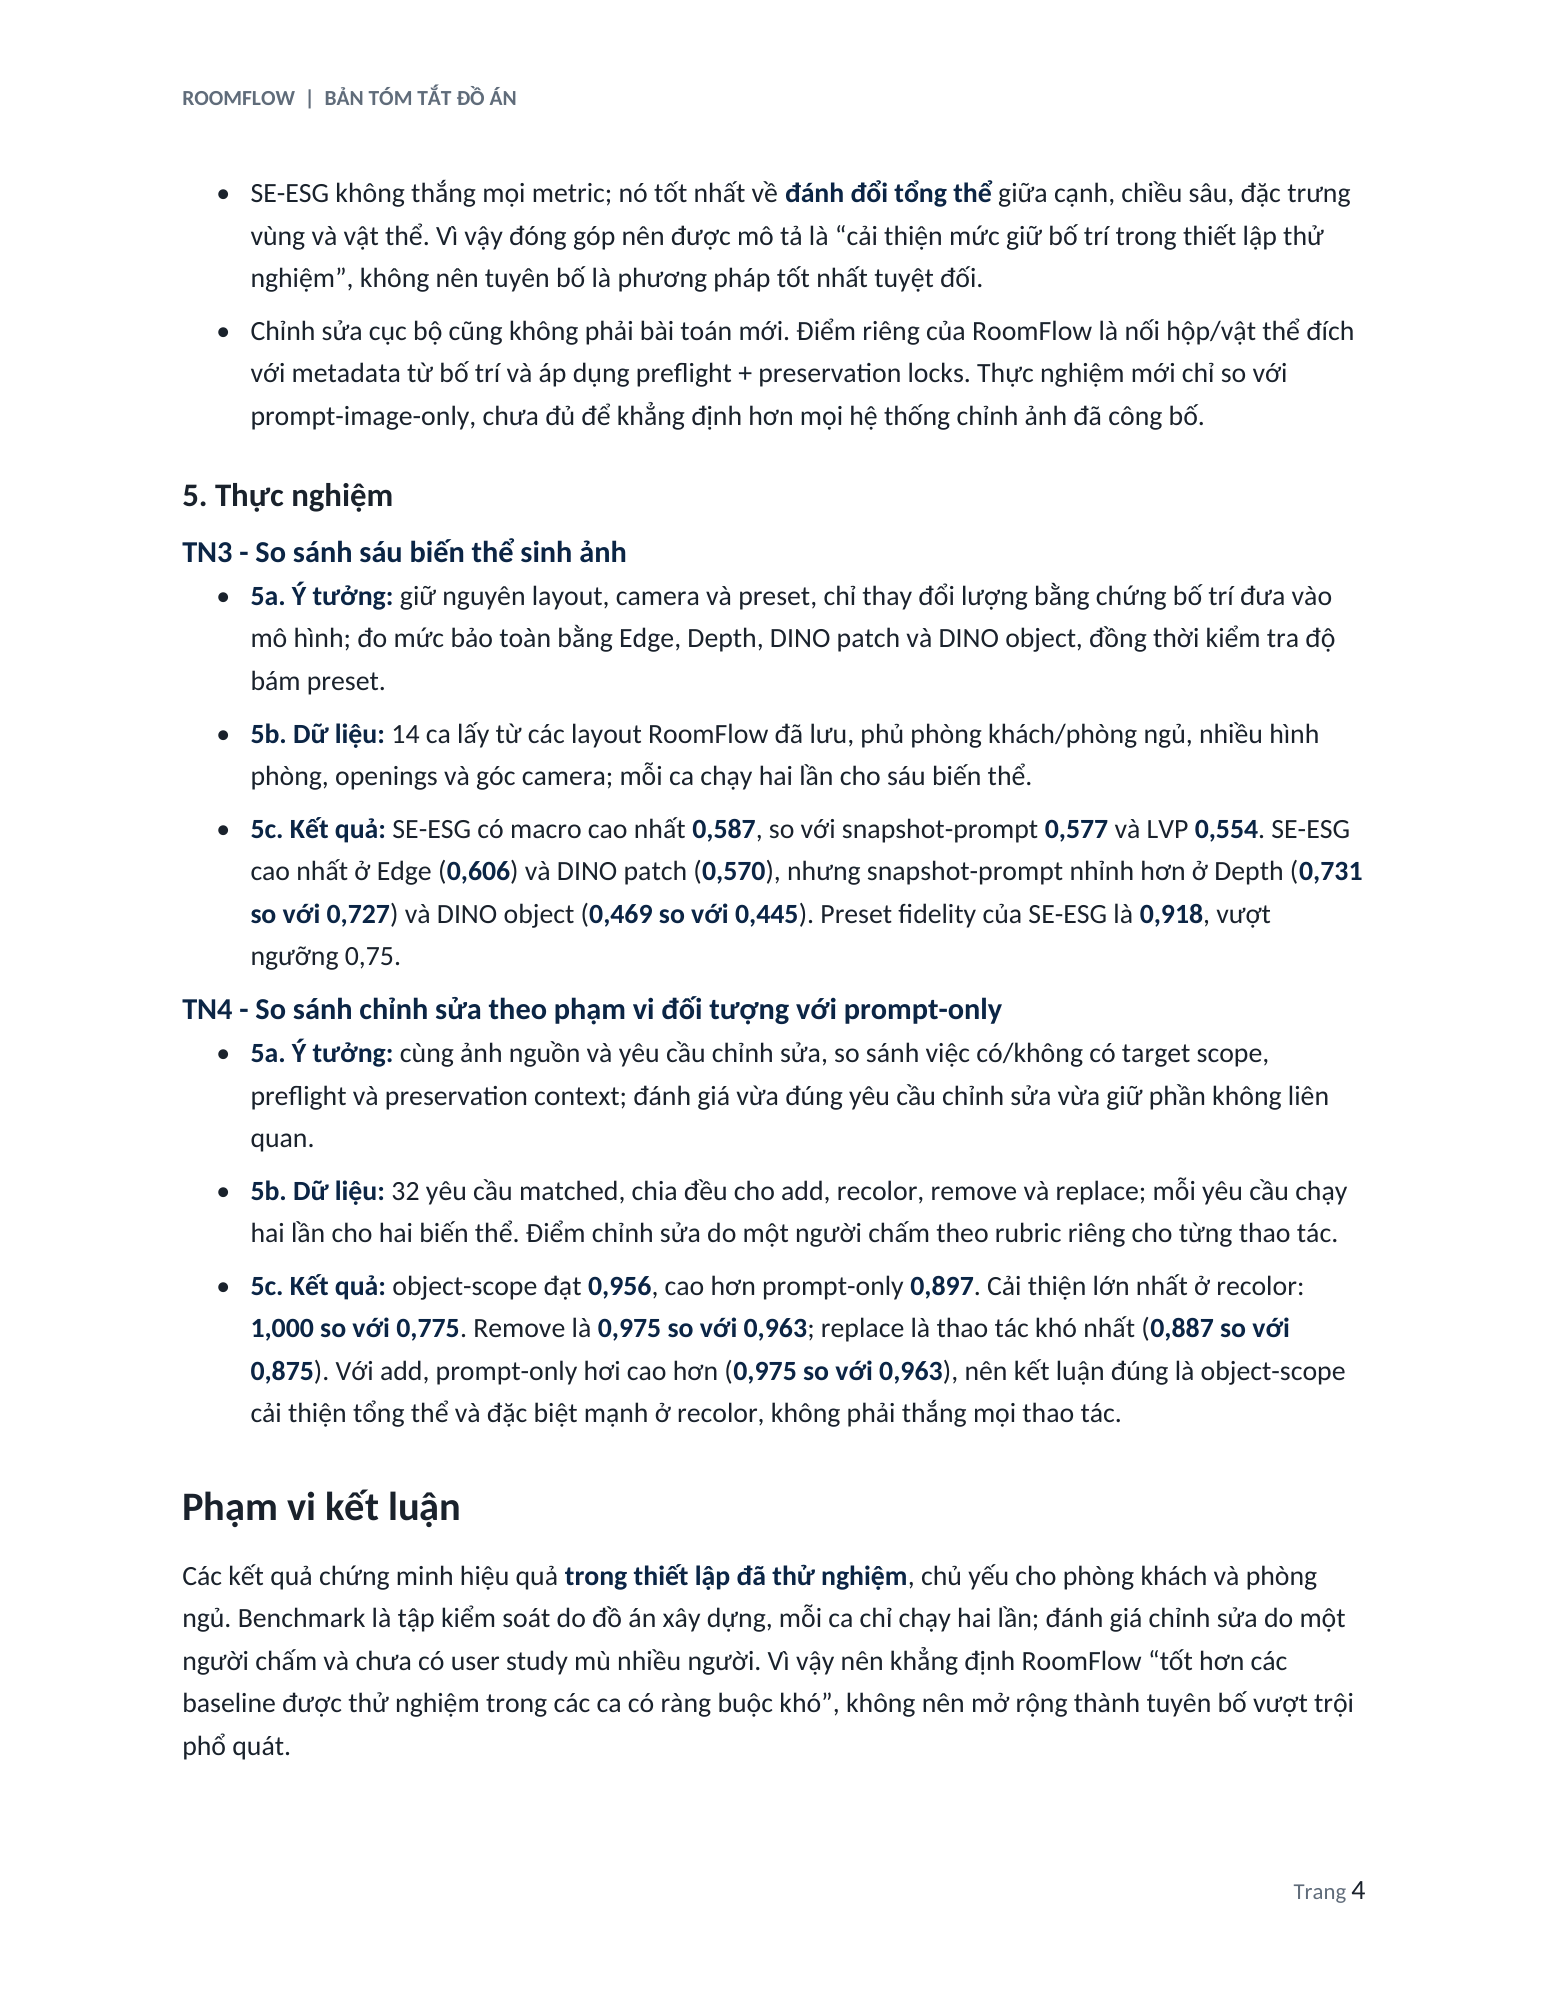 ROOMFLOW | BẢN TÓM TẮT ĐỒ ÁN
• SE-ESG không thắng mọi metric; nó tốt nhất về đánh đổi tổng thể giữa cạnh, chiều sâu, đặc trưng
vùng và vật thể. Vì vậy đóng góp nên được mô tả là “cải thiện mức giữ bố trí trong thiết lập thử
nghiệm”, không nên tuyên bố là phương pháp tốt nhất tuyệt đối.
• Chỉnh sửa cục bộ cũng không phải bài toán mới. Điểm riêng của RoomFlow là nối hộp/vật thể đích
với metadata từ bố trí và áp dụng preflight + preservation locks. Thực nghiệm mới chỉ so với
prompt-image-only, chưa đủ để khẳng định hơn mọi hệ thống chỉnh ảnh đã công bố.
5. Thực nghiệm
TN3 - So sánh sáu biến thể sinh ảnh
• 5a. Ý tưởng: giữ nguyên layout, camera và preset, chỉ thay đổi lượng bằng chứng bố trí đưa vào
mô hình; đo mức bảo toàn bằng Edge, Depth, DINO patch và DINO object, đồng thời kiểm tra độ
bám preset.
• 5b. Dữ liệu: 14 ca lấy từ các layout RoomFlow đã lưu, phủ phòng khách/phòng ngủ, nhiều hình
phòng, openings và góc camera; mỗi ca chạy hai lần cho sáu biến thể.
• 5c. Kết quả: SE-ESG có macro cao nhất 0,587, so với snapshot-prompt 0,577 và LVP 0,554. SE-ESG
cao nhất ở Edge (0,606) và DINO patch (0,570), nhưng snapshot-prompt nhỉnh hơn ở Depth (0,731
so với 0,727) và DINO object (0,469 so với 0,445). Preset fidelity của SE-ESG là 0,918, vượt
ngưỡng 0,75.
TN4 - So sánh chỉnh sửa theo phạm vi đối tượng với prompt-only
• 5a. Ý tưởng: cùng ảnh nguồn và yêu cầu chỉnh sửa, so sánh việc có/không có target scope,
preflight và preservation context; đánh giá vừa đúng yêu cầu chỉnh sửa vừa giữ phần không liên
quan.
• 5b. Dữ liệu: 32 yêu cầu matched, chia đều cho add, recolor, remove và replace; mỗi yêu cầu chạy
hai lần cho hai biến thể. Điểm chỉnh sửa do một người chấm theo rubric riêng cho từng thao tác.
• 5c. Kết quả: object-scope đạt 0,956, cao hơn prompt-only 0,897. Cải thiện lớn nhất ở recolor:
1,000 so với 0,775. Remove là 0,975 so với 0,963; replace là thao tác khó nhất (0,887 so với
0,875). Với add, prompt-only hơi cao hơn (0,975 so với 0,963), nên kết luận đúng là object-scope
cải thiện tổng thể và đặc biệt mạnh ở recolor, không phải thắng mọi thao tác.
Phạm vi kết luận
Các kết quả chứng minh hiệu quả trong thiết lập đã thử nghiệm, chủ yếu cho phòng khách và phòng
ngủ. Benchmark là tập kiểm soát do đồ án xây dựng, mỗi ca chỉ chạy hai lần; đánh giá chỉnh sửa do một
người chấm và chưa có user study mù nhiều người. Vì vậy nên khẳng định RoomFlow “tốt hơn các
baseline được thử nghiệm trong các ca có ràng buộc khó”, không nên mở rộng thành tuyên bố vượt trội
phổ quát.
Trang 4